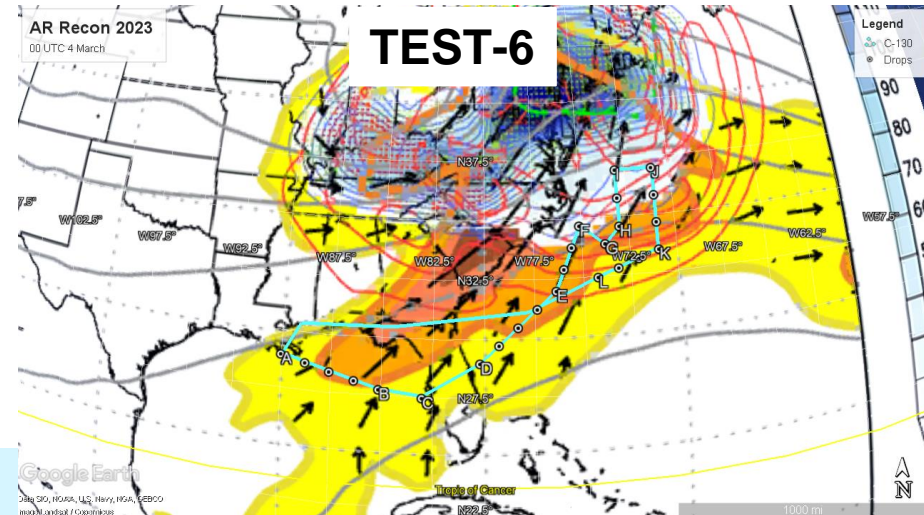 AR Recon 2023
00 UTC 4 March
TEST-6
Legend
C-130
Drops
90
80
70
60
N37.5°
W102.5°
W97.5°
W92.5°
W87.5°
W82.5°
W77.5°
W72.5°
W67.5°
W62.5°
W57.5°
N32.5°
N27.5°
A
B
C
D
E
F
G
H
I
J
K
L
Tropic of Cancer
N22.5°
Google Earth
Data SIO, NOAA, U.S. Navy, NGA, GEBCO
Image Landsat / Copernicus
1000 mi
N